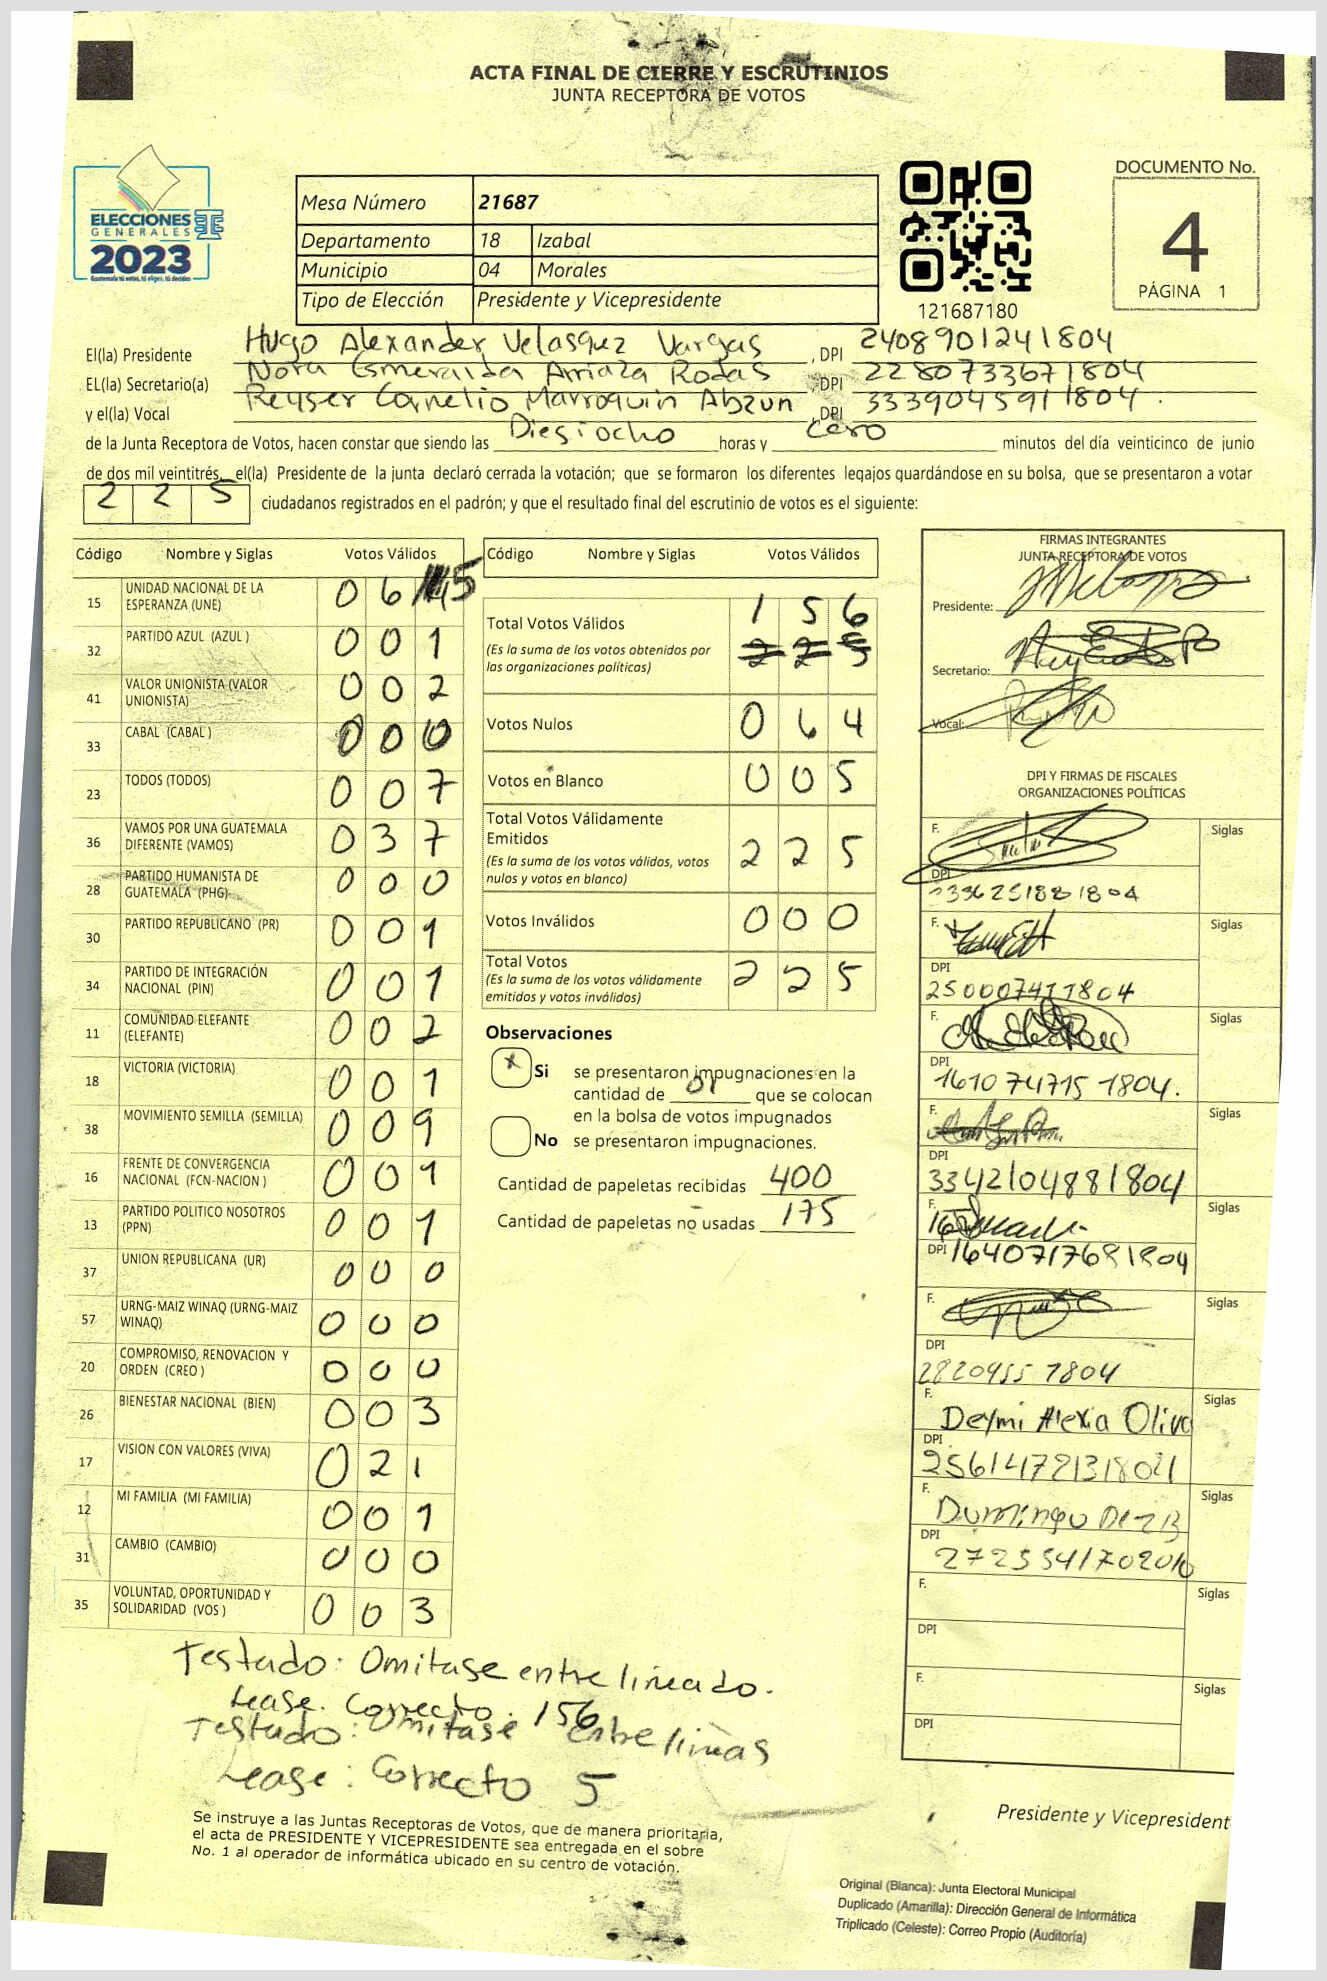 ACTA FINAL DE CIERRE Y ESCRUTINIOS
JUNTA RECEPTORA DE VOTOS
ELECCIONES
GENERALES
2023
Guatemala tú votas, tú eliges, tú decides
Mesa Número 21687
Departamento 18 Izabal
Municipio 04 Morales
Tipo de Elección Presidente y Vicepresidente
121687180
DOCUMENTO No.
4
PÁGINA 1
El(la) Presidente Hugo Alexander Velasquez Vargas , DPI 2408901241804
EL(la) Secretario(a) Nora Esmeralda Arriaza Rodas , DPI 2280733671804
y el(la) Vocal Reyser Cornelio Marroquin Abzun , DPI 3339045911804.
de la Junta Receptora de Votos, hacen constar que siendo las Diesiocho horas y Cero minutos del día veinticinco de junio
de dos mil veintitrés, el(la) Presidente de la junta declaró cerrada la votación; que se formaron los diferentes legajos guardándose en su bolsa, que se presentaron a votar
2 2 5 ciudadanos registrados en el padrón; y que el resultado final del escrutinio de votos es el siguiente:
Código Nombre y Siglas Votos Válidos
15 UNIDAD NACIONAL DE LA ESPERANZA (UNE) 0 6 5
32 PARTIDO AZUL (AZUL ) 0 0 1
41 VALOR UNIONISTA (VALOR UNIONISTA) 0 0 2
33 CABAL (CABAL ) 0 0 0
23 TODOS (TODOS) 0 0 7
36 VAMOS POR UNA GUATEMALA DIFERENTE (VAMOS) 0 3 7
28 PARTIDO HUMANISTA DE GUATEMALA (PHG) 0 0 0
30 PARTIDO REPUBLICANO (PR) 0 0 1
34 PARTIDO DE INTEGRACIÓN NACIONAL (PIN) 0 0 1
11 COMUNIDAD ELEFANTE (ELEFANTE) 0 0 2
18 VICTORIA (VICTORIA) 0 0 1
38 MOVIMIENTO SEMILLA (SEMILLA) 0 0 9
16 FRENTE DE CONVERGENCIA NACIONAL (FCN-NACION ) 0 0 1
13 PARTIDO POLITICO NOSOTROS (PPN) 0 0 1
37 UNION REPUBLICANA (UR) 0 0 0
57 URNG-MAIZ WINAQ (URNG-MAIZ WINAQ) 0 0 0
20 COMPROMISO, RENOVACION Y ORDEN (CREO ) 0 0 0
26 BIENESTAR NACIONAL (BIEN) 0 0 3
17 VISION CON VALORES (VIVA) 0 2 1
12 MI FAMILIA (MI FAMILIA) 0 0 1
31 CAMBIO (CAMBIO) 0 0 0
35 VOLUNTAD, OPORTUNIDAD Y SOLIDARIDAD (VOS ) 0 0 3
Código Nombre y Siglas Votos Válidos
Total Votos Válidos 1 5 6
(Es la suma de los votos obtenidos por las organizaciones políticas) 2 2 5
Votos Nulos 0 6 4
Votos en Blanco 0 0 5
Total Votos Válidamente Emitidos 2 2 5
(Es la suma de los votos válidos, votos nulos y votos en blanco)
Votos Inválidos 0 0 0
Total Votos 2 2 5
(Es la suma de los votos válidamente emitidos y votos inválidos)
Observaciones
x Si se presentaron impugnaciones en la
cantidad de 01 que se colocan
en la bolsa de votos impugnados
No se presentaron impugnaciones.
Cantidad de papeletas recibidas 400
Cantidad de papeletas no usadas 175
FIRMAS INTEGRANTES
JUNTA RECEPTORA DE VOTOS
Presidente:
Secretario:
Vocal:
DPI Y FIRMAS DE FISCALES
ORGANIZACIONES POLÍTICAS
F. Siglas
DPI
F. Siglas
DPI
2500074171804
F. Siglas
DPI
1610747151804.
F. Siglas
DPI
3342104881804
F. Siglas
DPI 1640717681804
F. Siglas
DPI
28209557804
F. Deymi Alexia Oliva Siglas
DPI
F. Siglas
DPI
F. Siglas
DPI
F. Siglas
DPI
Testado: Omitase entre lineado.
Lease. Correcto. 156
Testado: Omitase entre lineas
Lease: Correcto 5
Se instruye a las Juntas Receptoras de Votos, que de manera prioritaria,
el acta de PRESIDENTE Y VICEPRESIDENTE sea entregada en el sobre
No. 1 al operador de informática ubicado en su centro de votación.
Presidente y Vicepresident
Original (Blanca): Junta Electoral Municipal
Duplicado (Amarilla): Dirección General de Informática
Triplicado (Celeste): Correo Propio (Auditoría)